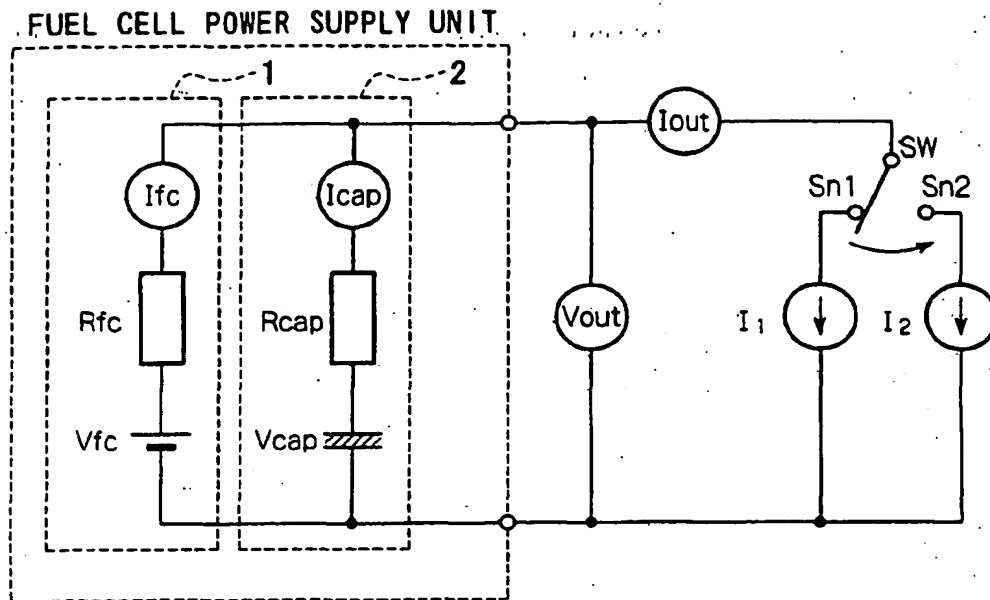 FUEL CELL POWER SUPPLY UNIT
1
2
Iout
SW
Ifc
Icap
Sn1
Sn2
Rfc
Rcap
Vout
I1
I2
Vfc
Vcap